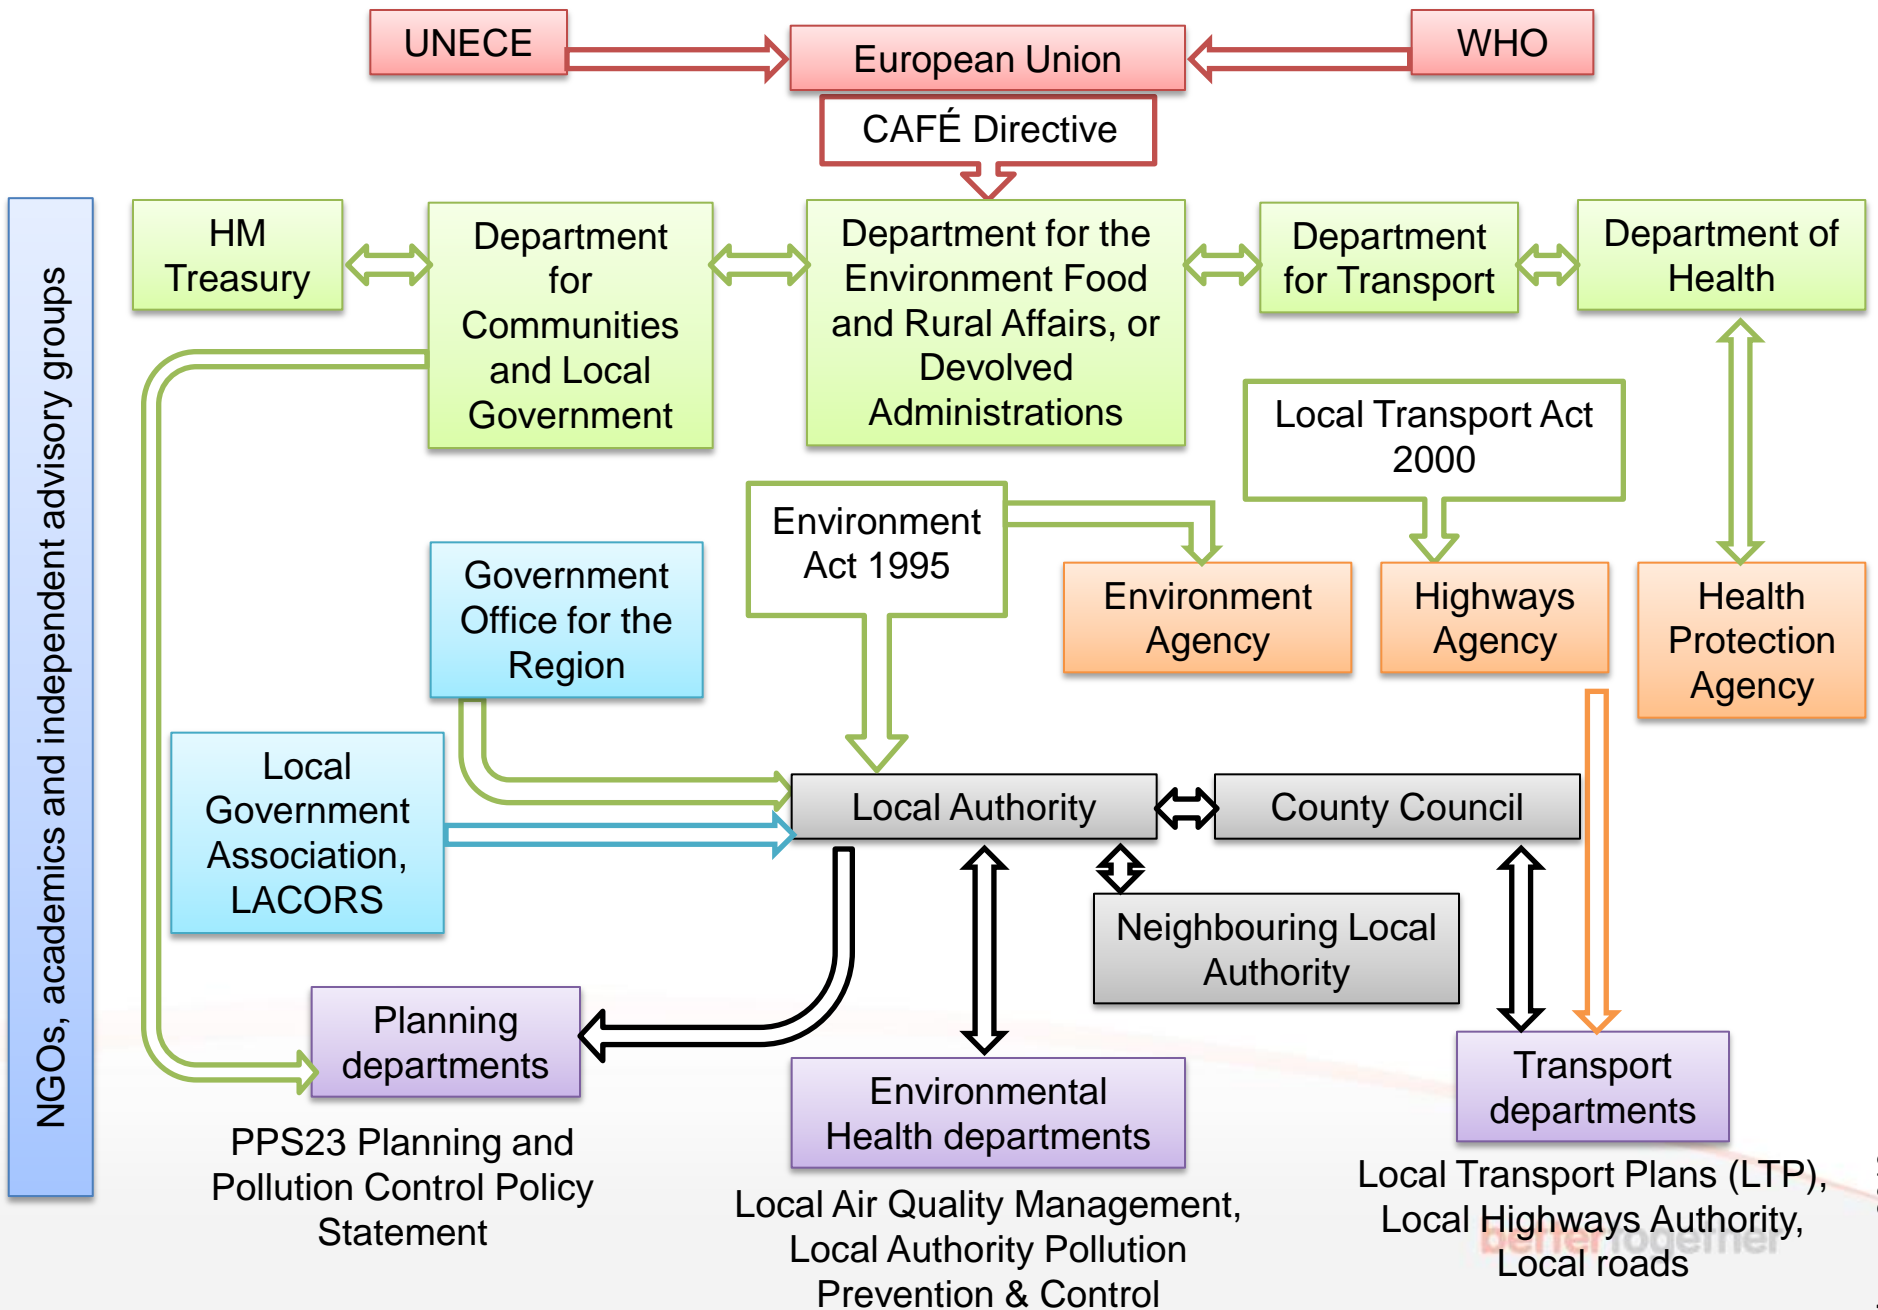 UNECE
European Union
WHO
CAFÉ Directive
NGOs, academics and independent advisory groups
HM
Treasury
Department
for
Communities
and Local
Government
Department for the
Environment Food
and Rural Affairs, or
Devolved
Administrations
Department
for Transport
Department of
Health
Local Transport Act
2000
Environment
Act 1995
Government
Office for the
Region
Environment
Agency
Highways
Agency
Health
Protection
Agency
Local
Government
Association,
LACORS
Local Authority
County Council
Neighbouring Local
Authority
Planning
departments
Environmental
Health departments
Transport
departments
PPS23 Planning and
Pollution Control Policy
Statement
Local Air Quality Management,
Local Authority Pollution
Prevention & Control
Local Transport Plans (LTP),
Local Highways Authority,
Local roads
bettertogether